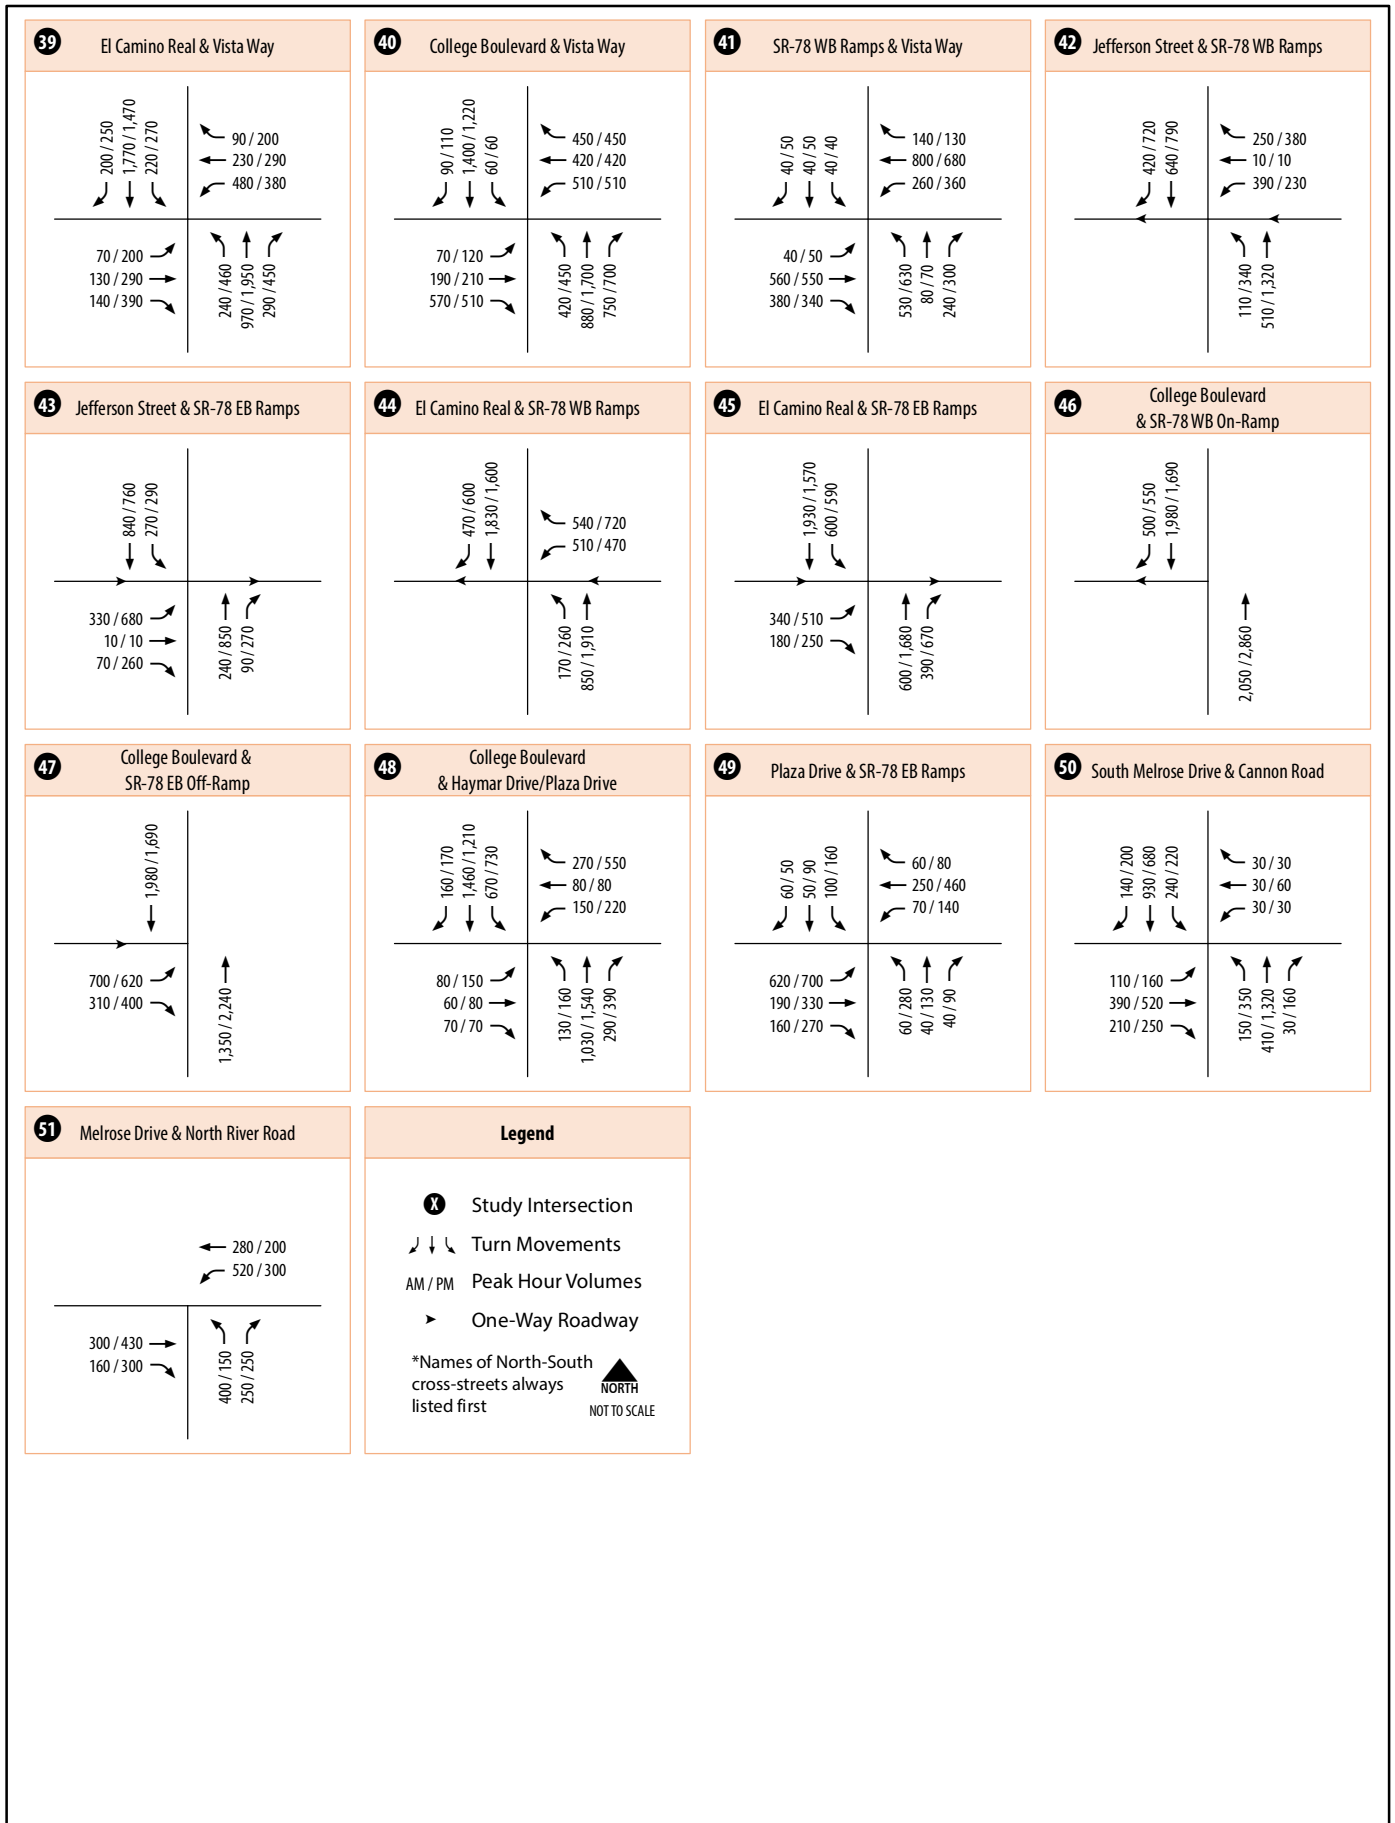 39 El Camino Real & Vista Way
200 / 250
1,770 / 1,470
220 / 270
90 / 200
230 / 290
480 / 380
70 / 200
130 / 290
140 / 390
240 / 460
970 / 1,950
290 / 450
40 College Boulevard & Vista Way
90 / 110
1,400 / 1,220
60 / 60
450 / 450
420 / 420
510 / 510
70 / 120
190 / 210
570 / 510
420 / 450
880 / 1,700
750 / 700
41 SR-78 WB Ramps & Vista Way
40 / 50
40 / 50
40 / 40
140 / 130
800 / 680
260 / 360
40 / 50
560 / 550
380 / 340
530 / 630
80 / 70
240 / 300
42 Jefferson Street & SR-78 WB Ramps
420 / 720
640 / 790
250 / 380
10 / 10
390 / 230
110 / 340
510 / 1,320
43 Jefferson Street & SR-78 EB Ramps
840 / 760
270 / 290
330 / 680
10 / 10
70 / 260
240 / 850
90 / 270
44 El Camino Real & SR-78 WB Ramps
470 / 600
1,830 / 1,600
540 / 720
510 / 470
170 / 260
850 / 1,910
45 El Camino Real & SR-78 EB Ramps
1,930 / 1,570
600 / 590
340 / 510
180 / 250
600 / 1,680
390 / 670
46 College Boulevard
& SR-78 WB On-Ramp
500 / 550
1,980 / 1,690
2,050 / 2,860
47 College Boulevard &
SR-78 EB Off-Ramp
1,980 / 1,690
700 / 620
310 / 400
1,350 / 2,240
48 College Boulevard
& Haymar Drive/Plaza Drive
160 / 170
1,460 / 1,210
670 / 730
270 / 550
80 / 80
150 / 220
80 / 150
60 / 80
70 / 70
130 / 160
1,030 / 1,540
290 / 390
49 Plaza Drive & SR-78 EB Ramps
60 / 50
50 / 90
100 / 160
60 / 80
250 / 460
70 / 140
620 / 700
190 / 330
160 / 270
60 / 280
40 / 130
40 / 90
50 South Melrose Drive & Cannon Road
140 / 200
930 / 680
240 / 220
30 / 30
30 / 60
30 / 30
110 / 160
390 / 520
210 / 250
150 / 350
410 / 1,320
30 / 160
51 Melrose Drive & North River Road
280 / 200
520 / 300
300 / 430
160 / 300
400 / 150
250 / 250
Legend
X Study Intersection
Turn Movements
AM / PM Peak Hour Volumes
One-Way Roadway
*Names of North-South
cross-streets always
listed first
NORTH
NOT TO SCALE